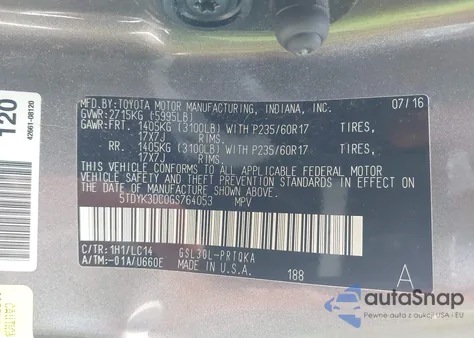 120
42661-08120
MFD.BY: TOYOTA MOTOR MANUFACTURING, INDIANA, INC. 07/16
GVWR: 2715KG (5995LB)
GAWR: FRT. 1405KG (3100LB) WITH P235/60R17 TIRES,
17X7J RIMS,
RR. 1405KG (3100LB) WITH P235/60R17 TIRES,
17X7J RIMS,
THIS VEHICLE CONFORMS TO ALL APPLICABLE FEDERAL MOTOR
VEHICLE SAFETY AND THEFT PREVENTION STANDARDS IN EFFECT ON
THE DATE OF MANUFACTURE SHOWN ABOVE.
5TDYK3DC0GS764053 MPV
C/TR: 1H1/LC14 GSL30L-PRTQKA
A/TM:-01A/U660E MADE IN U.S.A. 188 A
autoSnap
Pewne auto z USA i EU